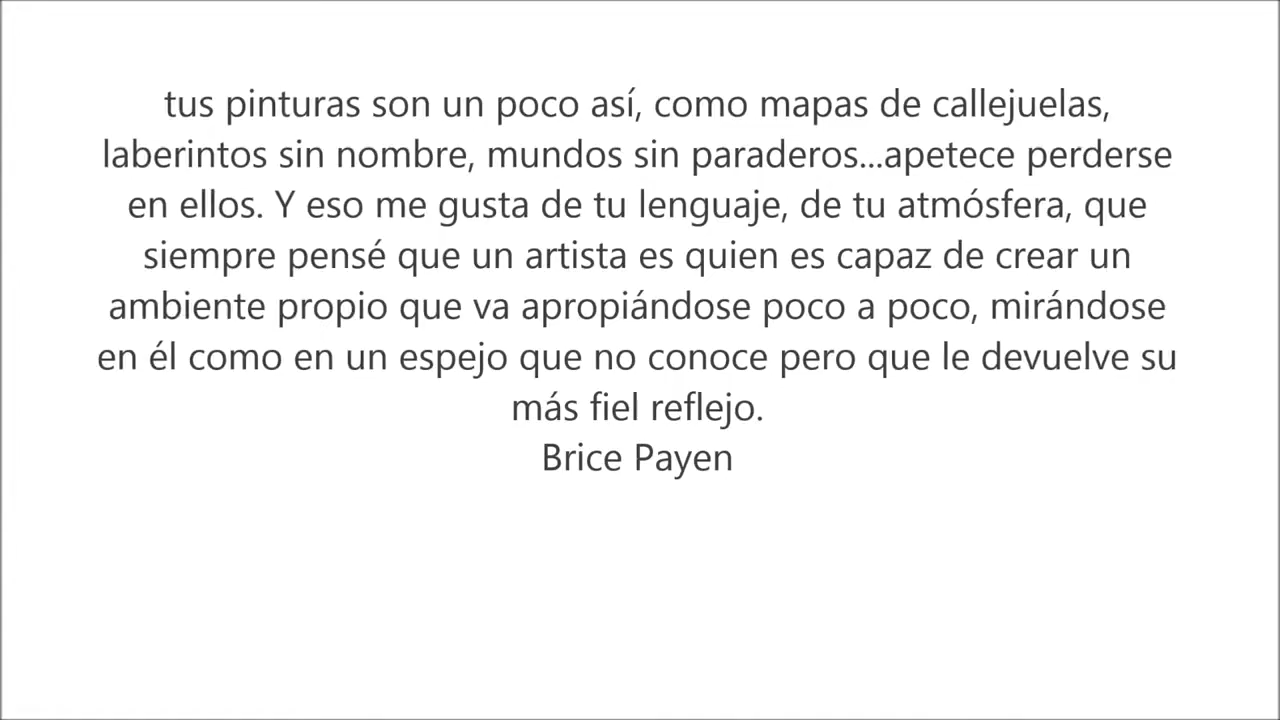 tus pinturas son un poco así, como mapas de callejuelas,
laberintos sin nombre, mundos sin paraderos...apetece perderse
en ellos. Y eso me gusta de tu lenguaje, de tu atmósfera, que
siempre pensé que un artista es quien es capaz de crear un
ambiente propio que va apropiándose poco a poco, mirándose
en él como en un espejo que no conoce pero que le devuelve su
más fiel reflejo.
Brice Payen